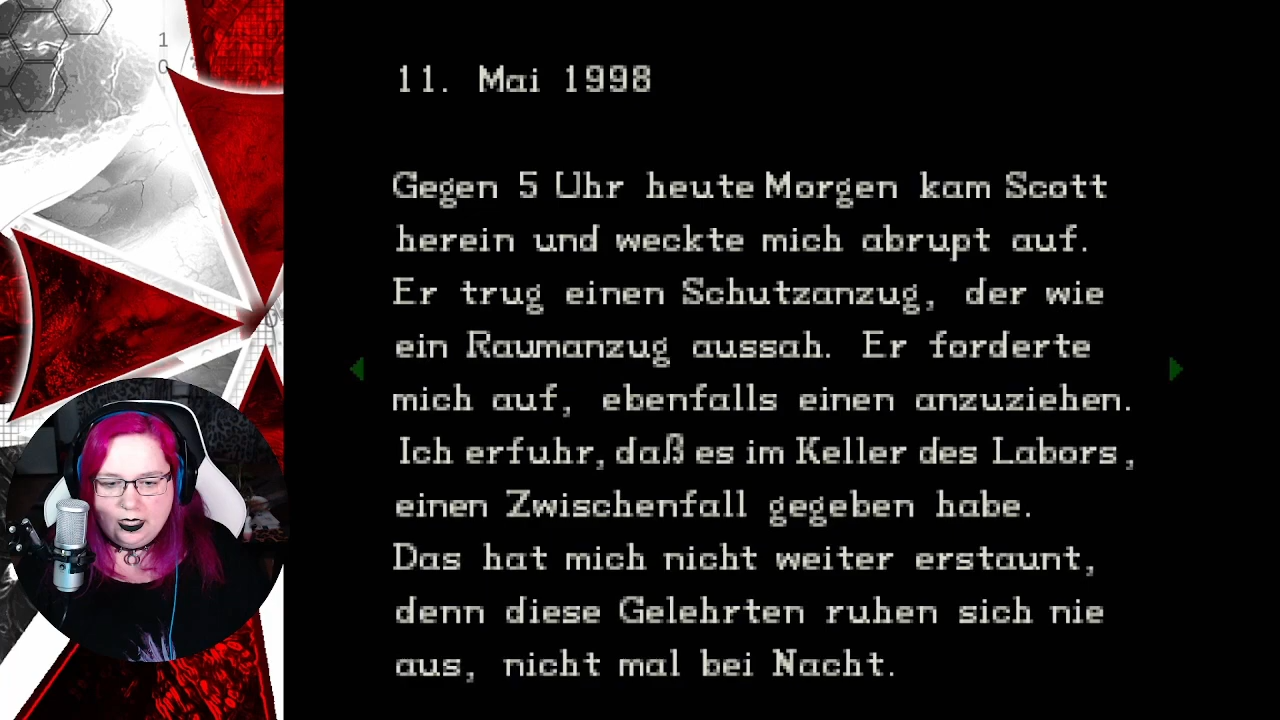 1
0
11. Mai 1998
Gegen 5 Uhr heute Morgen kam Scott
herein und weckte mich abrupt auf.
Er trug einen Schutzanzug, der wie
ein Raumanzug aussah. Er forderte
mich auf, ebenfalls einen anzuziehen.
Ich erfuhr, daß es im Keller des Labors,
einen Zwischenfall gegeben habe.
Das hat mich nicht weiter erstaunt,
denn diese Gelehrten ruhen sich nie
aus, nicht mal bei Nacht.